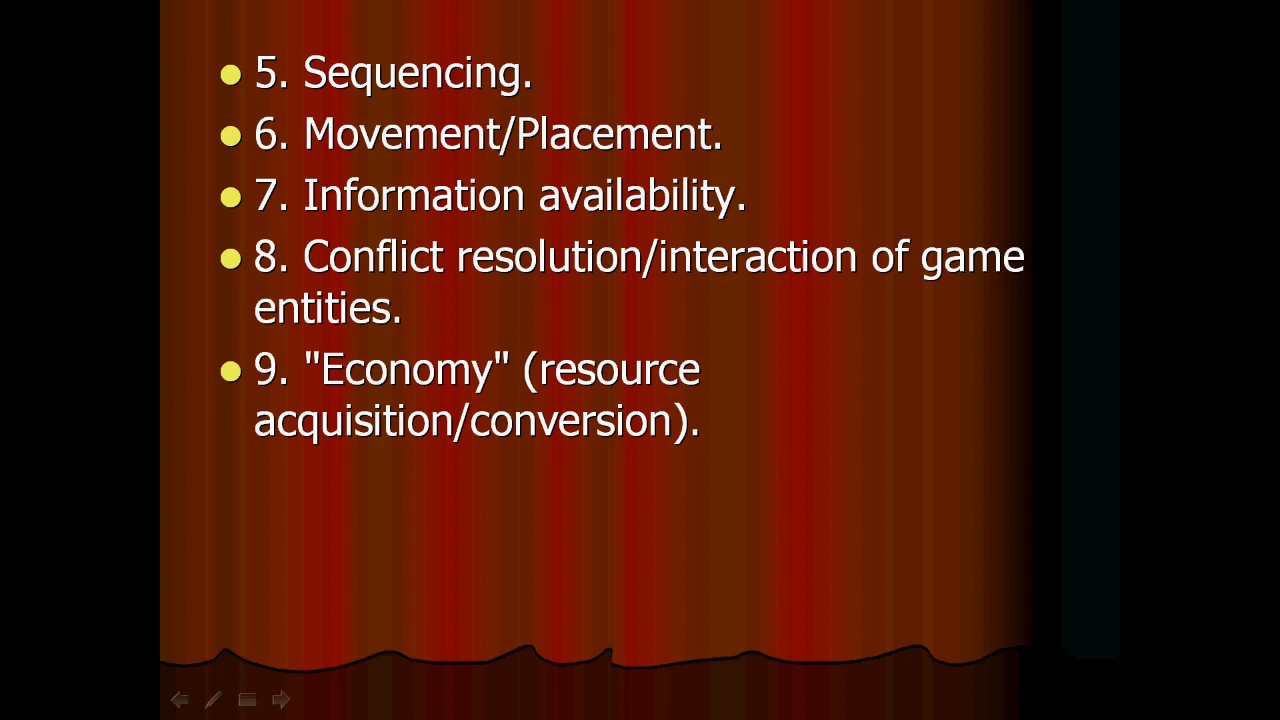 5. Sequencing.
6. Movement/Placement.
7. Information availability.
8. Conflict resolution/interaction of game
entities.
9. "Economy" (resource
acquisition/conversion).